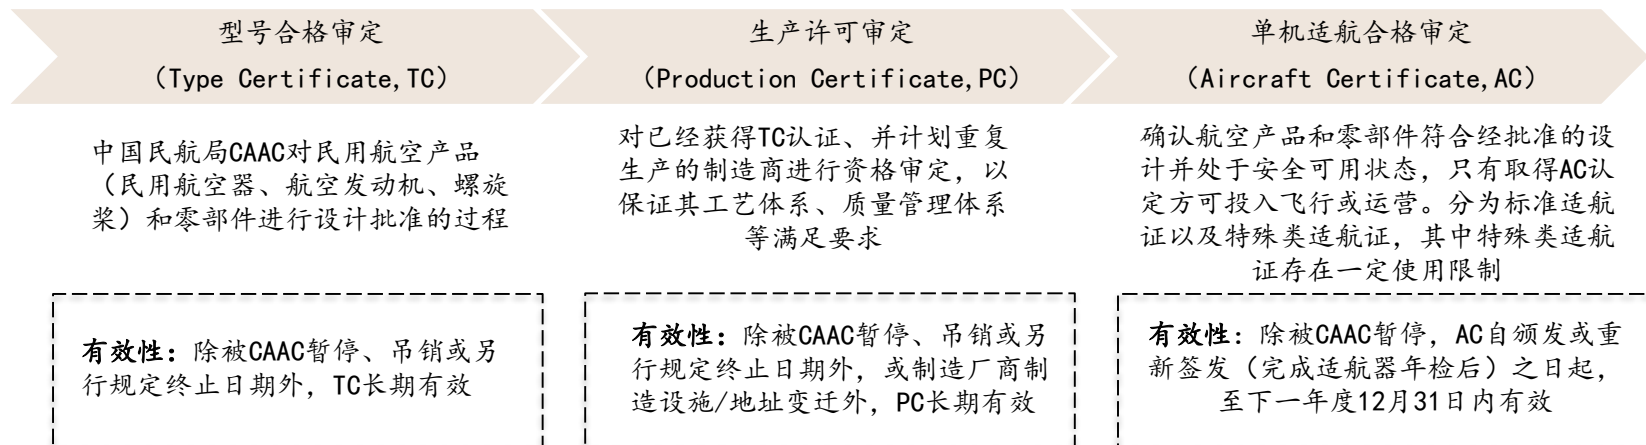 型号合格审定
（Type Certificate,TC）
中国民航局CAAC对民用航空产品
（民用航空器、航空发动机、螺旋
桨）和零部件进行设计批准的过程
有效性：除被CAAC暂停、吊销或另
行规定终止日期外，TC长期有效
生产许可审定
（Production Certificate,PC）
对已经获得TC认证、并计划重复
生产的制造商进行资格审定，以
保证其工艺体系、质量管理体系
等满足要求
有效性：除被CAAC暂停、吊销或另
行规定终止日期外，或制造厂商制
造设施/地址变迁外，PC长期有效
单机适航合格审定
（Aircraft Certificate,AC）
确认航空产品和零部件符合经批准的设
计并处于安全可用状态，只有取得AC认
定方可投入飞行或运营。分为标准适航
证以及特殊类适航证，其中特殊类适航
证存在一定使用限制
有效性：除被CAAC暂停，AC自颁发或重
新签发（完成适航器年检后）之日起，
至下一年度12月31日内有效